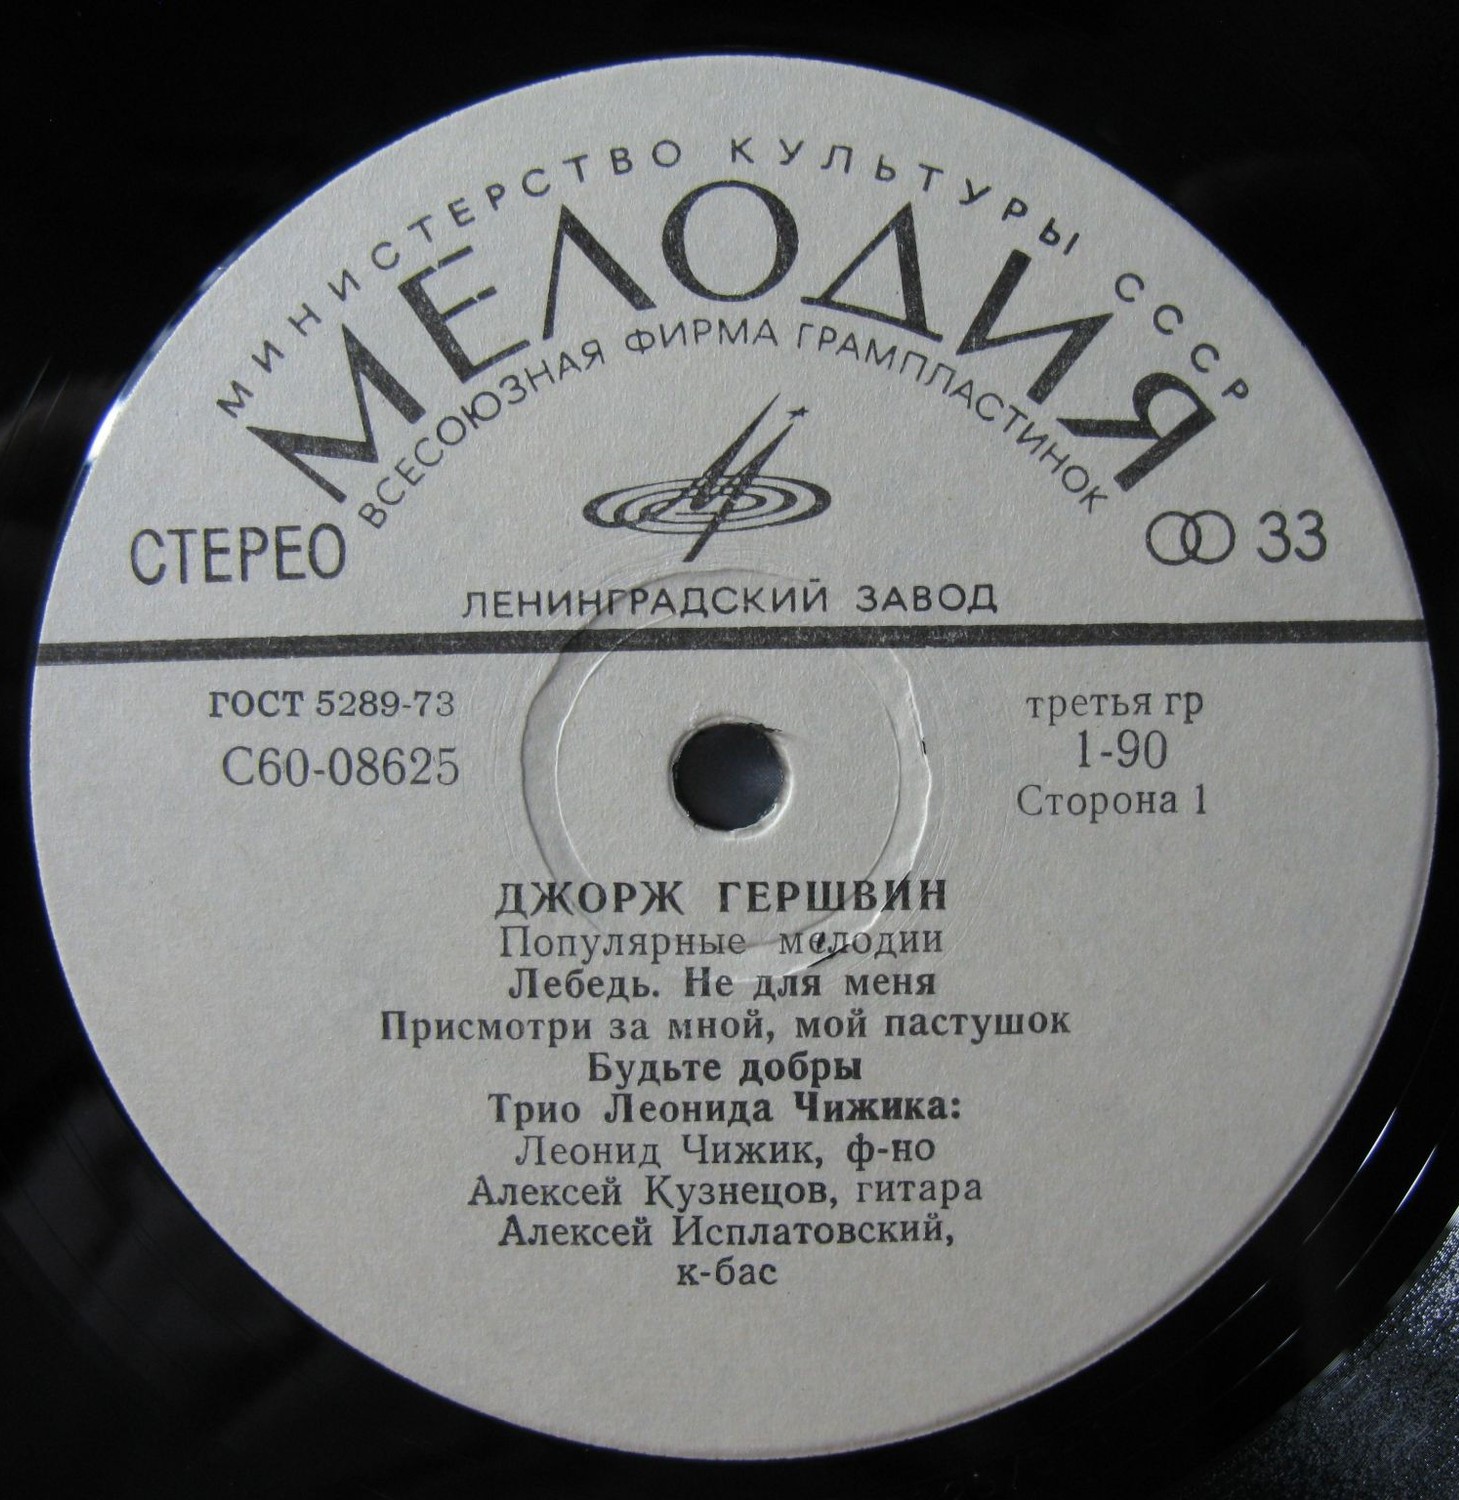 МИНИСТЕРСТВО КУЛЬТУРЫ СССР
МЕЛОДИЯ
ВСЕСОЮЗНАЯ ФИРМА ГРАМПЛАСТИНОК
СТЕРЕО
33
ЛЕНИНГРАДСКИЙ ЗАВОД
ГОСТ 5289-73
С60-08625
третья гр
1-90
Сторона 1
ДЖОРЖ ГЕРШВИН
Популярные мелодии
Лебедь. Не для меня
Присмотри за мной, мой пастушок
Будьте добры
Трио Леонида Чижика:
Леонид Чижик, ф-но
Алексей Кузнецов, гитара
Алексей Исплатовский,
к-бас